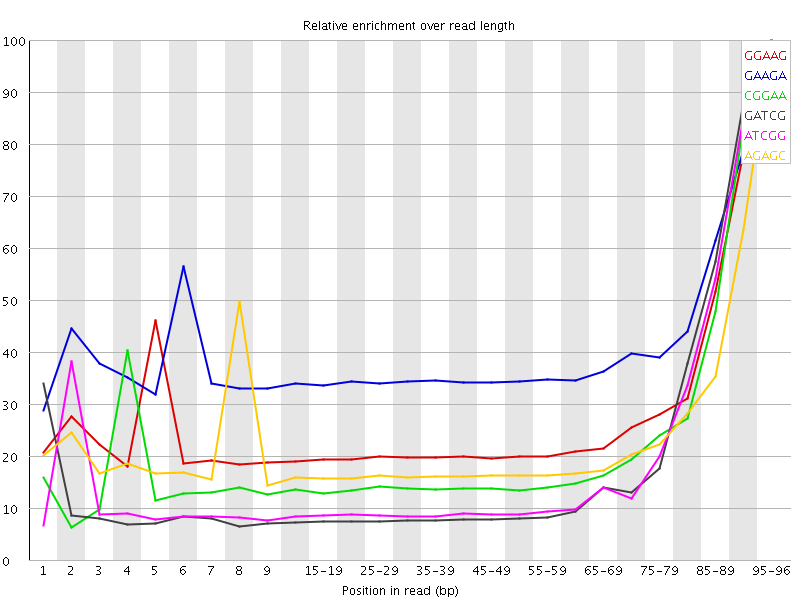 Relative enrichment over read length
100
90
80
70
60
50
40
30
20
10
0
GGAAG
GAAGA
CGGAA
GATCG
ATCGG
AGAGC
1 2 3 4 5 6 7 8 9 15-19 25-29 35-39 45-49 55-59 65-69 75-79 85-89 95-96
Position in read (bp)